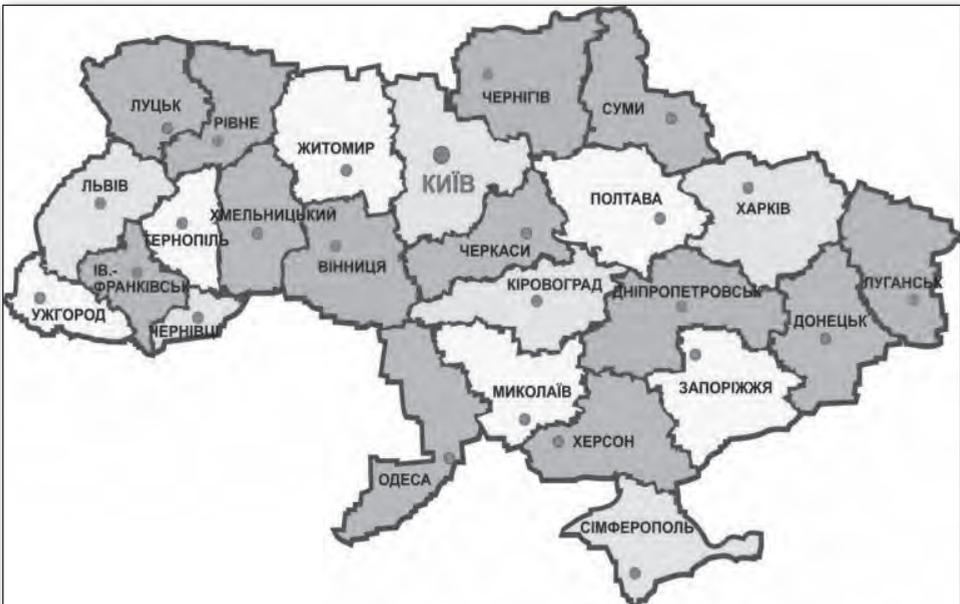 ЧЕРНІГІВ
ЛУЦЬК
СУМИ
РІВНЕ
ЖИТОМИР
КИЇВ
ЛЬВІВ
ПОЛТАВА
ХАРКІВ
ХМЕЛЬНИЦЬКИЙ
ТЕРНОПІЛЬ
ЧЕРКАСИ
ВІННИЦЯ
ІВ.-
ФРАНКІВСЬК
КІРОВОГРАД
ДНІПРОПЕТРОВСЬК
ЛУГАНСЬК
УЖГОРОД
ЧЕРНІВЦІ
ДОНЕЦЬК
МИКОЛАЇВ
ЗАПОРІЖЖЯ
ХЕРСОН
ОДЕСА
СІМФЕРОПОЛЬ